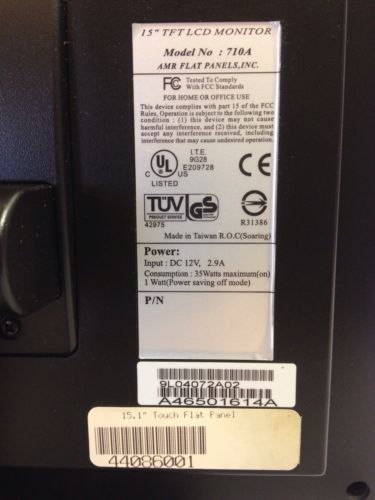 15" TFT LCD MONITOR
Model No : 710A
AMR FLAT PANELS,INC.
FC Tested To Comply
With FCC Standards
FOR HOME OR OFFICE USE
This device complies with part 15 of the FCC
Rules, Operation is subject to the following two
condition : (1) this device may not cause
harmful interference, and (2) this device must
accept any interference received, including
interference that may cause undesired operation.
C UL US
LISTED
I.T.E.
9G28
E209728
CE
TÜV
PRODUCT SERVICE
42975
GS
R31386
Made in Taiwan R.O.C(Soaring)
Power:
Input : DC 12V, 2.9A
Consumption : 35Watts maximum(on)
1 Watt(Power saving off mode)
P/N
9L04072A02
A46501614A
15.1" Touch Flat Panel
44086001